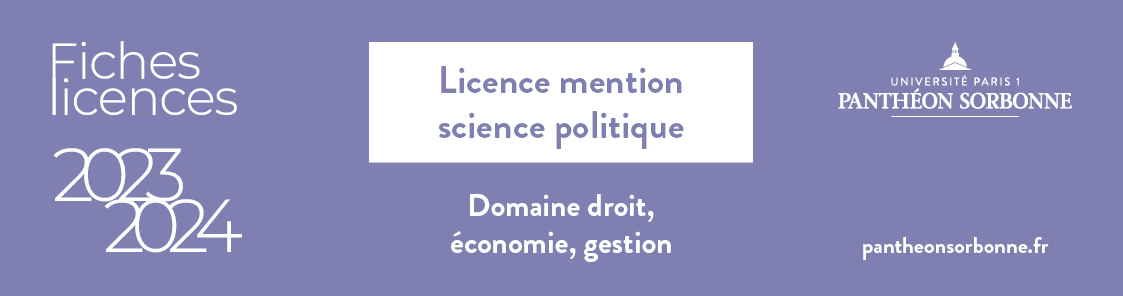 Fiches
licences
2023
2024
Licence mention
science politique
Domaine droit,
économie, gestion
UNIVERSITÉ PARIS 1
PANTHÉON SORBONNE
pantheonsorbonne.fr